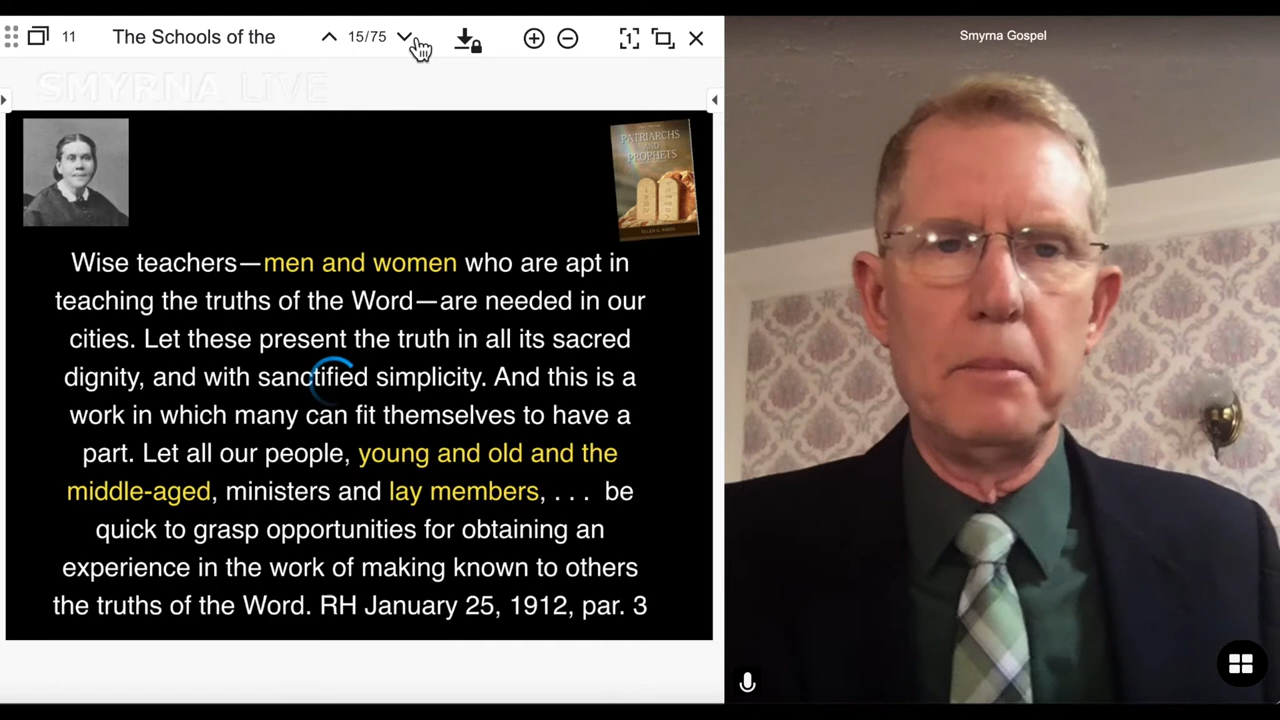 11
The Schools of the
15/75
SMYRNA LIVE
PATRIARCHS
AND
PROPHETS
ELLEN G. WHITE
Wise teachers—men and women who are apt in
teaching the truths of the Word—are needed in our
cities. Let these present the truth in all its sacred
dignity, and with sanctified simplicity. And this is a
work in which many can fit themselves to have a
part. Let all our people, young and old and the
middle-aged, ministers and lay members, . . . be
quick to grasp opportunities for obtaining an
experience in the work of making known to others
the truths of the Word. RH January 25, 1912, par. 3
Smyrna Gospel